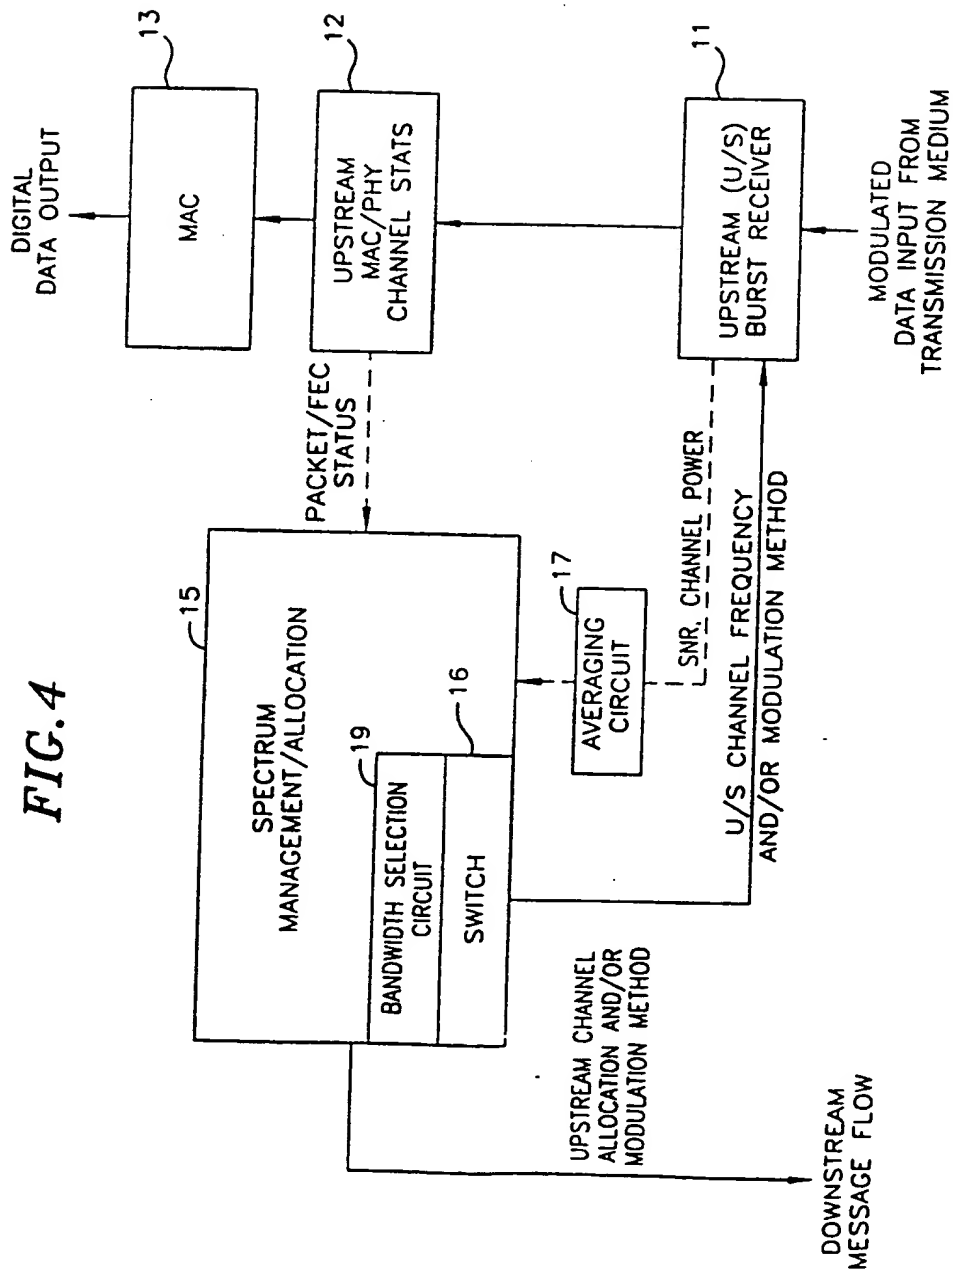 FIG.4
DIGITAL
DATA OUTPUT
13
MAC
12
UPSTREAM
MAC/PHY
CHANNEL STATS
11
UPSTREAM (U/S)
BURST RECEIVER
MODULATED
DATA INPUT FROM
TRANSMISSION MEDIUM
PACKET/FEC
STATUS
15
SPECTRUM
MANAGEMENT/ALLOCATION
19
BANDWIDTH SELECTION
CIRCUIT
16
SWITCH
17
AVERAGING
CIRCUIT
SNR, CHANNEL POWER
U/S CHANNEL FREQUENCY
AND/OR MODULATION METHOD
UPSTREAM CHANNEL
ALLOCATION AND/OR
MODULATION METHOD
DOWNSTREAM
MESSAGE FLOW